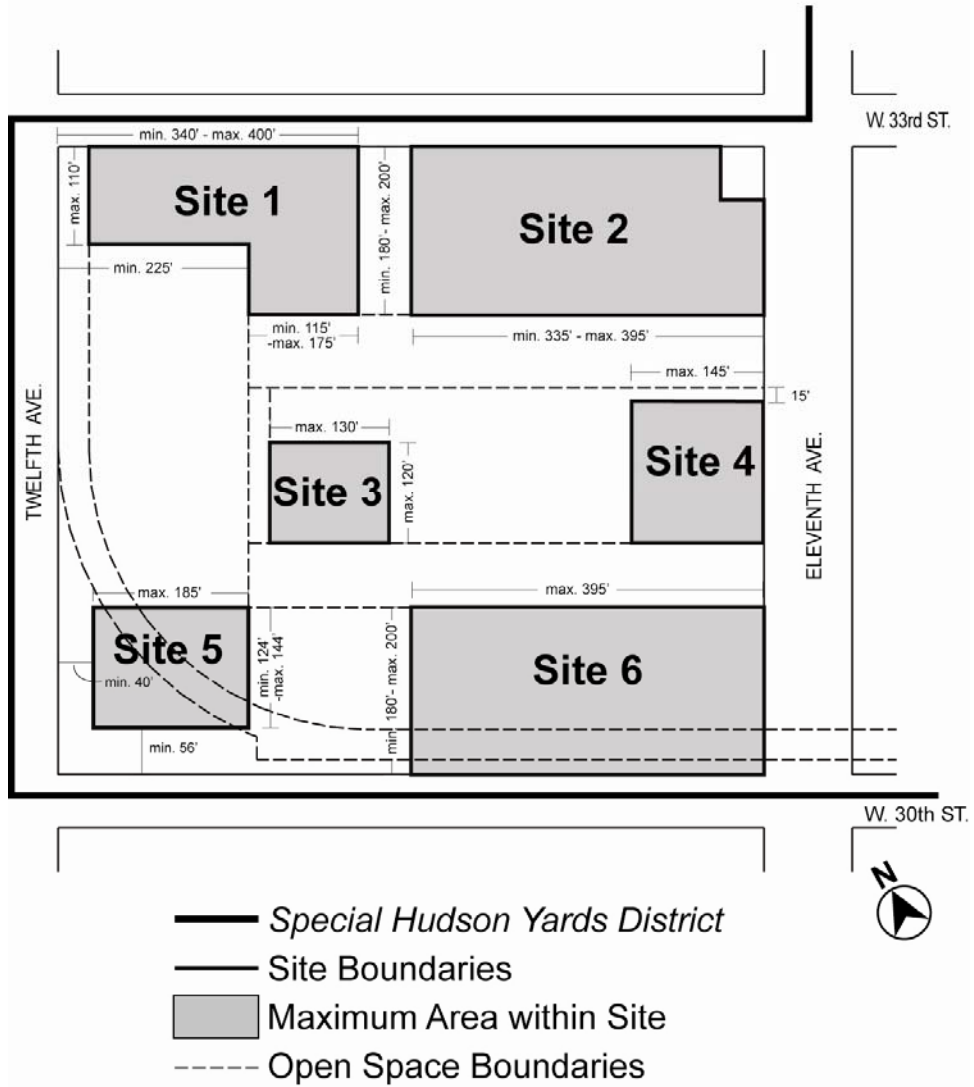 W. 33rd ST.
min. 340' - max. 400'
Site 1
max. 110'
min. 180' - max. 200'
Site 2
min. 225'
min. 115'
-max. 175'
min. 335' - max. 395'
max. 145'
15'
TWELFTH AVE.
max. 130'
Site 3
max. 120'
Site 4
ELEVENTH AVE.
max. 185'
max. 395'
Site 5
min. 124'
-max. 144'
min. 180'- max. 200'
Site 6
min. 40'
min. 56'
W. 30th ST.
N
Special Hudson Yards District
Site Boundaries
Maximum Area within Site
Open Space Boundaries